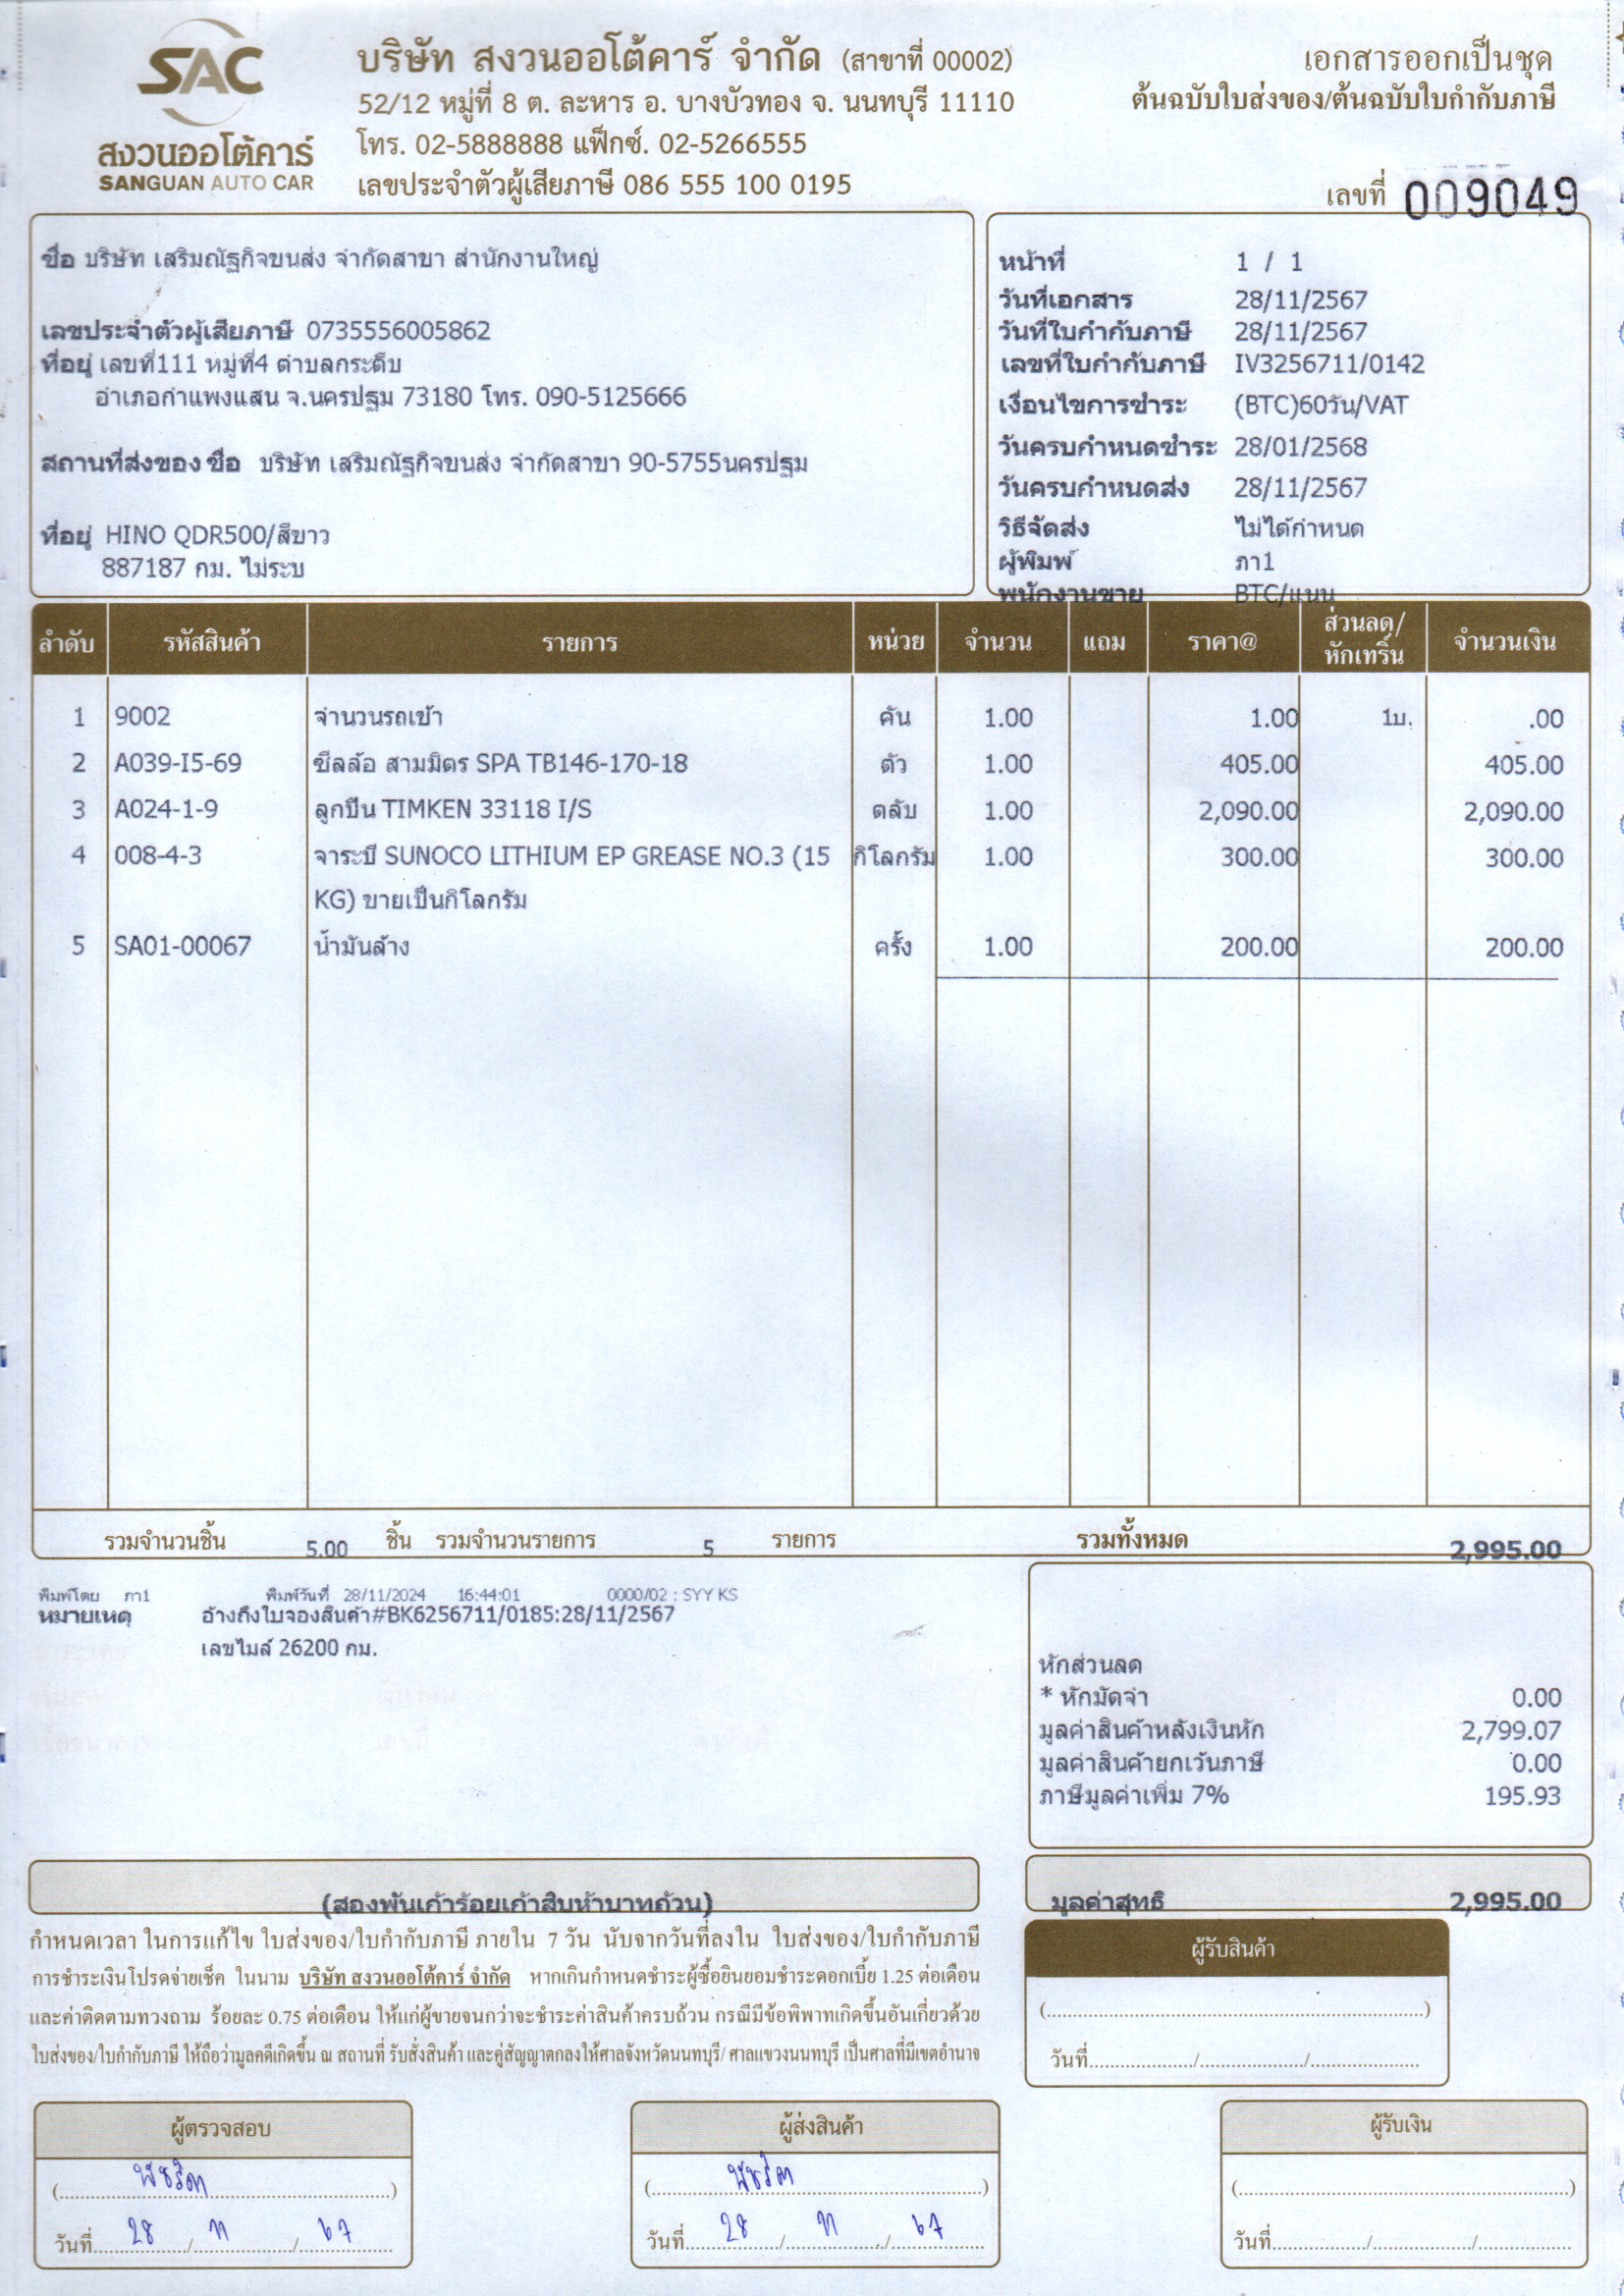 SAC
สงวนออโต้คาร์
SANGUAN AUTO CAR
บริษัท สงวนออโต้คาร์ จำกัด (สาขาที่ 00002)
52/12 หมู่ที่ 8 ต. ละหาร อ. บางบัวทอง จ. นนทบุรี 11110
โทร. 02-5888888 แฟ็กซ์. 02-5266555
เลขประจำตัวผู้เสียภาษี 086 555 100 0195
เอกสารออกเป็นชุด
ต้นฉบับใบส่งของ/ต้นฉบับใบกำกับภาษี
เลขที่ 009049
ชื่อ บริษัท เสริมณัฐกิจขนส่ง จำกัดสาขา สำนักงานใหญ่
เลขประจำตัวผู้เสียภาษี 0735556005862
ที่อยู่ เลขที่111 หมู่ที่4 ตำบลกระตีบ
อำเภอกำแพงแสน จ.นครปฐม 73180 โทร. 090-5125666
สถานที่ส่งของ ชื่อ บริษัท เสริมณัฐกิจขนส่ง จำกัดสาขา 90-5755นครปฐม
ที่อยู่ HINO QDR500/สีขาว
887187 กม. ไม่ระบ
หน้าที่ 1 / 1
วันที่เอกสาร 28/11/2567
วันที่ใบกำกับภาษี 28/11/2567
เลขที่ใบกำกับภาษี IV3256711/0142
เงื่อนไขการชำระ (BTC)60วัน/VAT
วันครบกำหนดชำระ 28/01/2568
วันครบกำหนดส่ง 28/11/2567
วิธีจัดส่ง ไม่ได้กำหนด
ผู้พิมพ์ ภา1
พนักงานขาย BTC/แนน
ลำดับ รหัสสินค้า รายการ หน่วย จำนวน แถม ราคา@ ส่วนลด/หักเทริ์น จำนวนเงิน
1 9002 จำนวนรถเข้า คัน 1.00 1.00 1บ. .00
2 A039-I5-69 ซีลล้อ สามมิตร SPA TB146-170-18 ตัว 1.00 405.00 405.00
3 A024-1-9 ลูกปืน TIMKEN 33118 I/S ตลับ 1.00 2,090.00 2,090.00
4 008-4-3 จาระบี SUNOCO LITHIUM EP GREASE NO.3 (15 กิโลกรัม 1.00 300.00 300.00
KG) ขายเป็นกิโลกรัม
5 SA01-00067 น้ำมันล้าง ครั้ง 1.00 200.00 200.00
รวมจำนวนชิ้น 5.00 ชิ้น รวมจำนวนรายการ 5 รายการ รวมทั้งหมด 2,995.00
พิมพ์โดย ภา1 พิมพ์วันที่ 28/11/2024 16:44:01 0000/02 : SYY KS
หมายเหตุ อ้างถึงใบจองสินค้า#BK6256711/0185:28/11/2567
เลขไมล์ 26200 กม.
หักส่วนลด
* หักมัดจำ 0.00
มูลค่าสินค้าหลังเงินหัก 2,799.07
มูลค่าสินค้ายกเว้นภาษี 0.00
ภาษีมูลค่าเพิ่ม 7% 195.93
(สองพันเก้าร้อยเก้าสิบห้าบาทถ้วน)
มูลค่าสุทธิ 2,995.00
กำหนดเวลา ในการแก้ไข ใบส่งของ/ใบกำกับภาษี ภายใน 7 วัน นับจากวันที่ลงใน ใบส่งของ/ใบกำกับภาษี
การชำระเงินโปรดจ่ายเช็ค ในนาม บริษัท สงวนออโต้คาร์ จำกัด หากเกินกำหนดชำระผู้ซื้อยินยอมชำระดอกเบี้ย 1.25 ต่อเดือน
และค่าติดตามทวงถาม ร้อยละ 0.75 ต่อเดือน ให้แก่ผู้ขายจนกว่าจะชำระค่าสินค้าครบถ้วน กรณีมีข้อพิพาทเกิดขึ้นอันเกี่ยวด้วย
ใบส่งของ/ใบกำกับภาษี ให้ถือว่ามูลคดีเกิดขึ้น ณ สถานที่ รับสั่งสินค้า และคู่สัญญาตกลงให้ศาลจังหวัดนนทบุรี/ ศาลแขวงนนทบุรี เป็นศาลที่มีเขตอำนาจ
ผู้รับสินค้า
(....................)
วันที่........../........../..........
ผู้ตรวจสอบ
(พัชรีดา)
วันที่ 28 / 11 / 67
ผู้ส่งสินค้า
(พัชรีดา)
วันที่ 28 / 11 / 67
ผู้รับเงิน
(....................)
วันที่........../........../..........